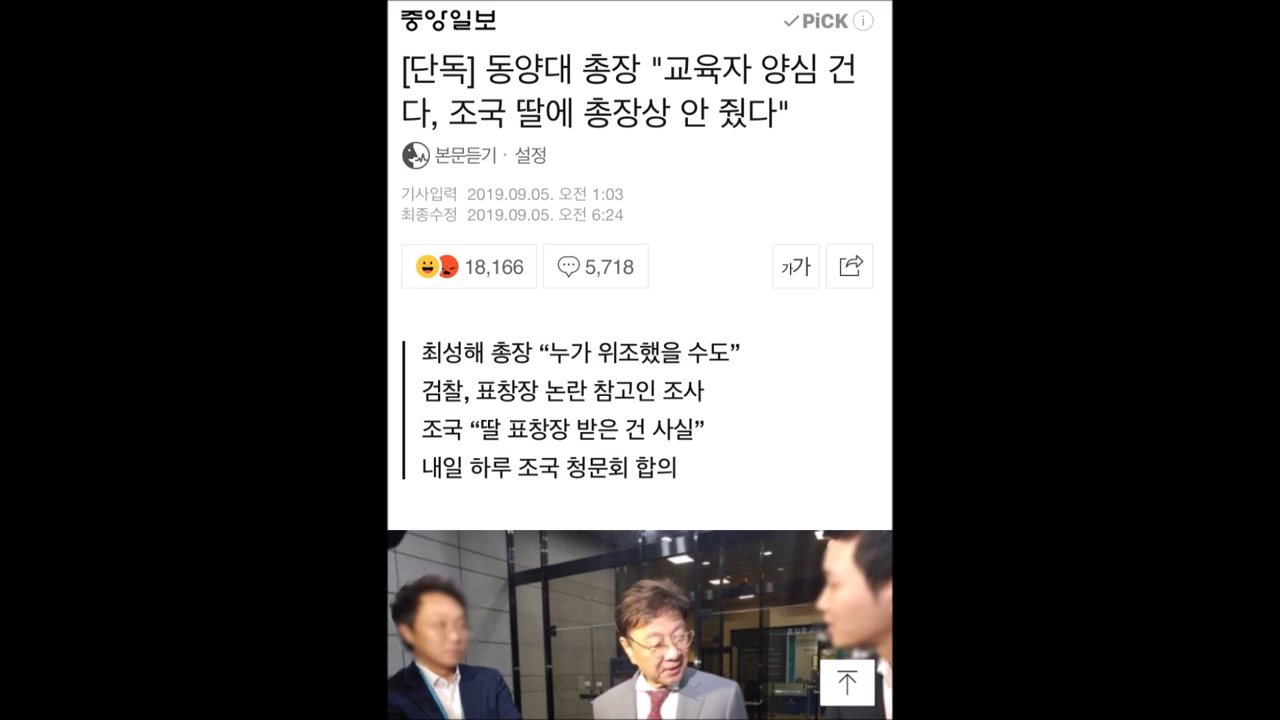 중앙일보
PiCK
[단독] 동양대 총장 "교육자 양심 건
다, 조국 딸에 총장상 안 줬다"
본문듣기 · 설정
기사입력 2019.09.05. 오전 1:03
최종수정 2019.09.05. 오전 6:24
18,166
5,718
가가
최성해 총장 “누가 위조했을 수도”
검찰, 표창장 논란 참고인 조사
조국 “딸 표창장 받은 건 사실”
내일 하루 조국 청문회 합의